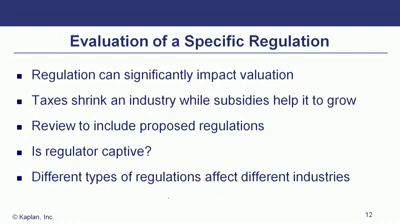 Evaluation of a Specific Regulation
Regulation can significantly impact valuation
Taxes shrink an industry while subsidies help it to grow
Review to include proposed regulations
Is regulator captive?
Different types of regulations affect different industries
© Kaplan. Inc.
12